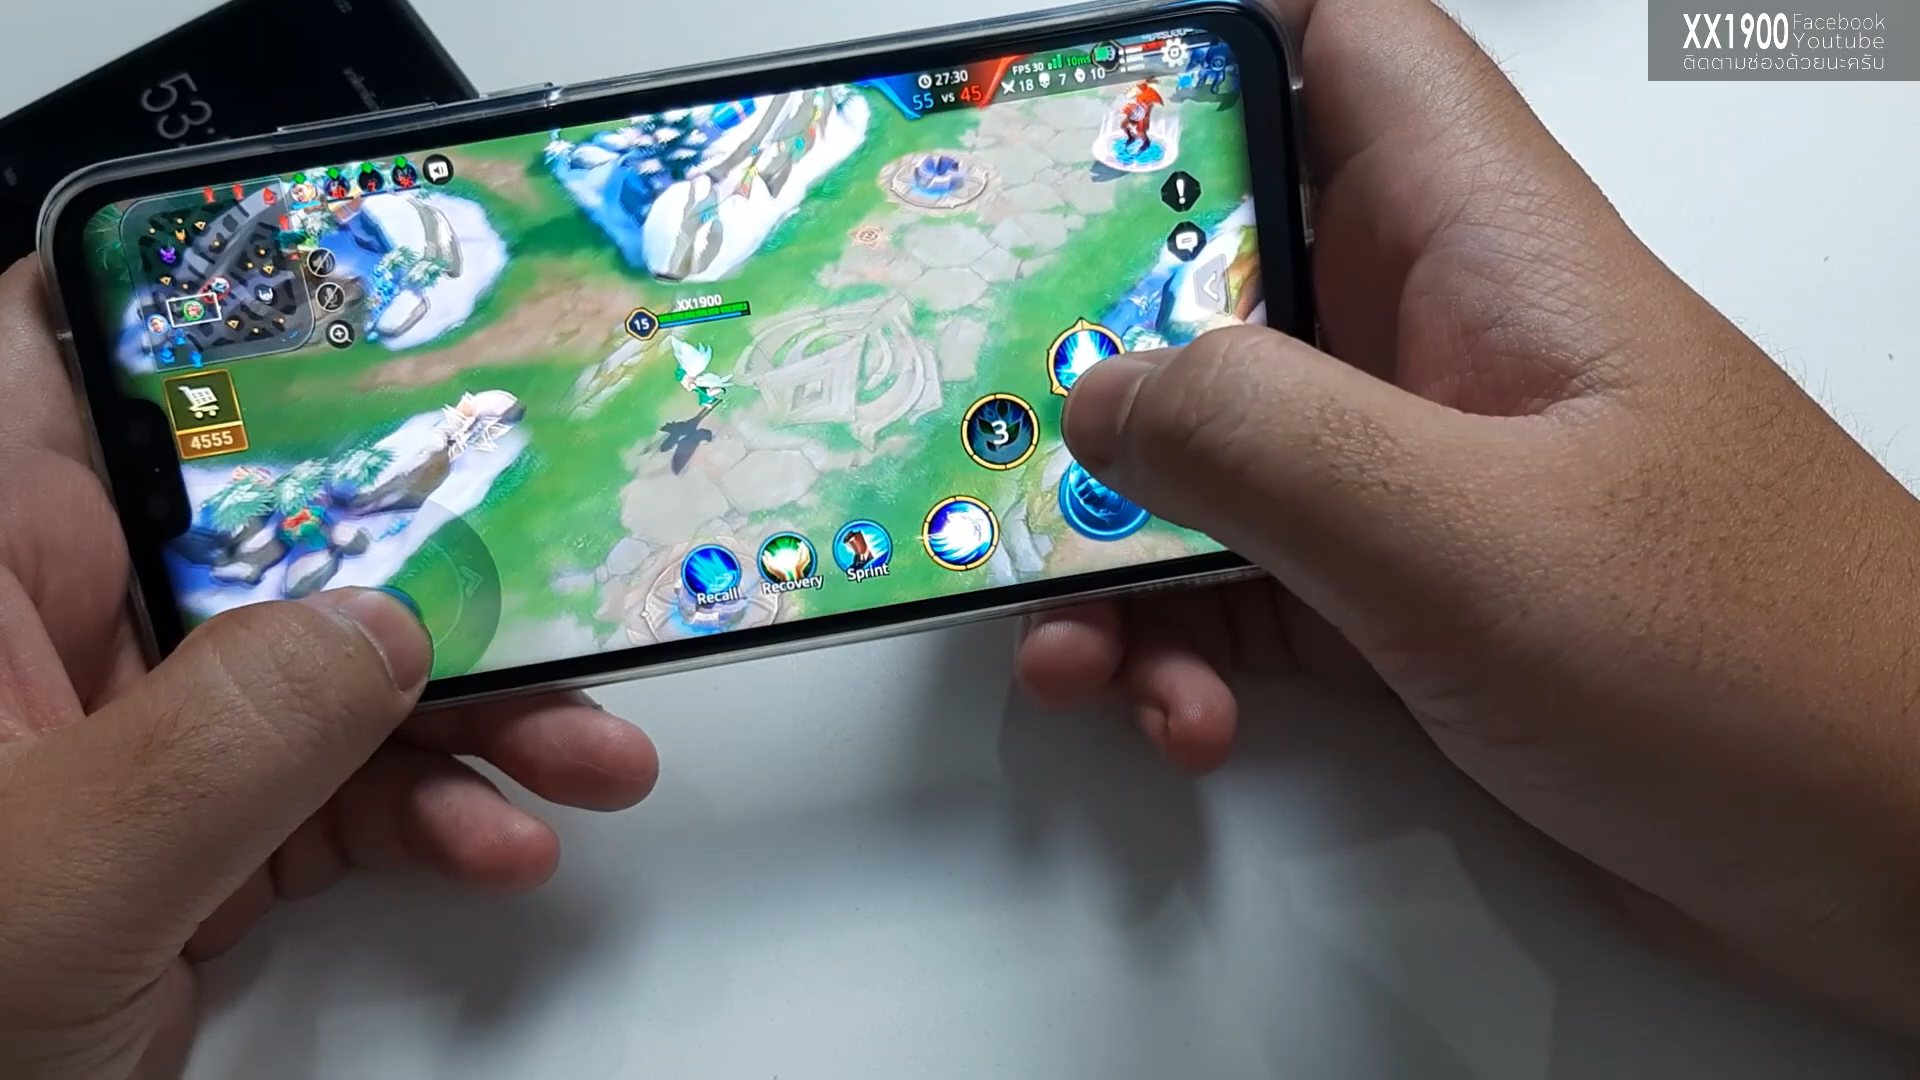 XX1900
Facebook
Youtube
ติดตามช่องด้วยนะครับ
53:
27:30
55 vs 45
FPS 30 10ms
18 7 10
XX1900
15
4555
3
Recall
Recovery
Sprint